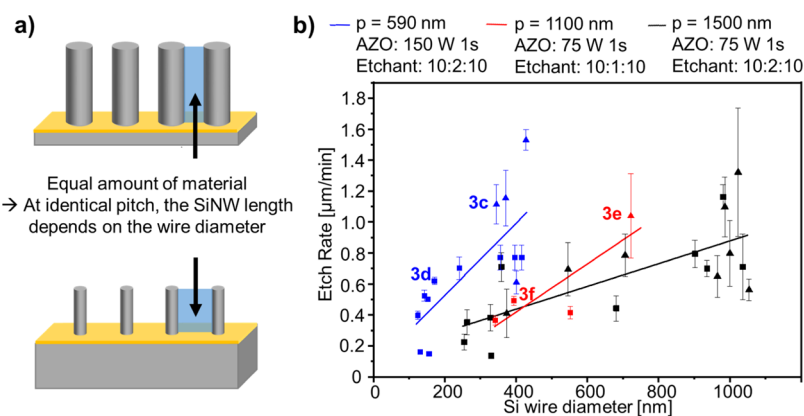 a)
Equal amount of material
→ At identical pitch, the SiNW length
depends on the wire diameter
b)
p = 590 nm
AZO: 150 W 1s
Etchant: 10:2:10
p = 1100 nm
AZO: 75 W 1s
Etchant: 10:1:10
p = 1500 nm
AZO: 75 W 1s
Etchant: 10:2:10
Etch Rate [µm/min]
1.8
1.6
1.4
1.2
1.0
0.8
0.6
0.4
0.2
0
3c
3d
3e
3f
0 200 400 600 800 1000
Si wire diameter [nm]